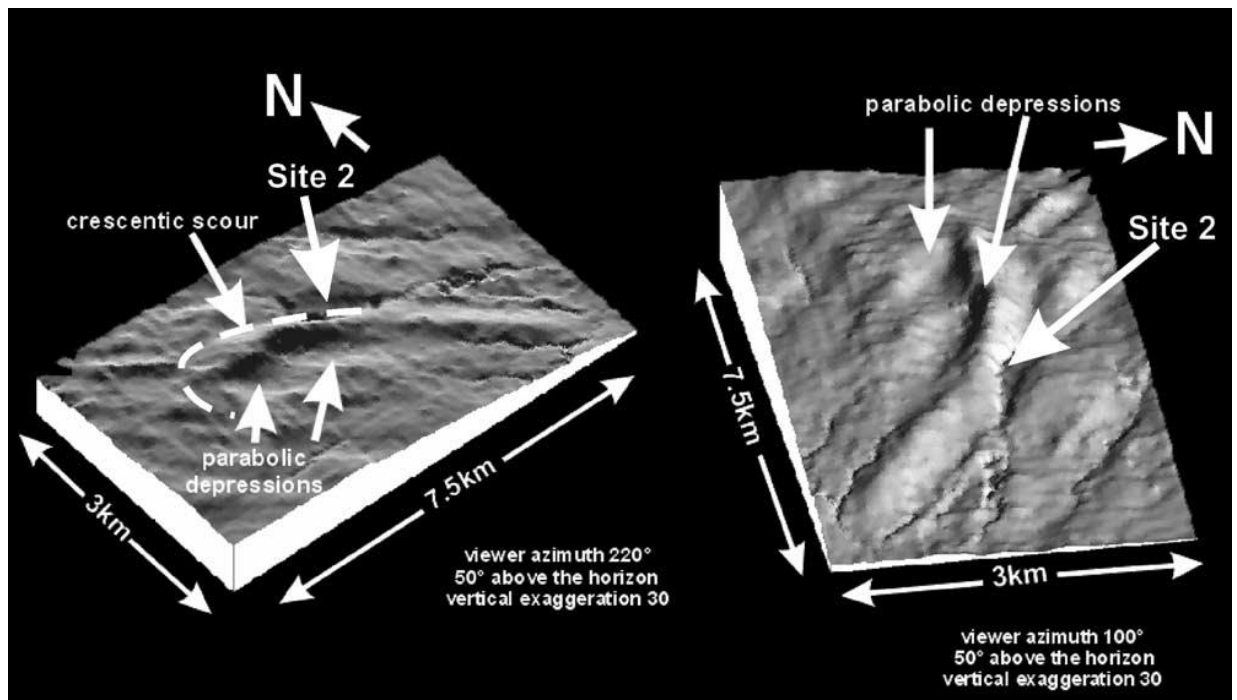 N
Site 2
crescentic scour
parabolic
depressions
3km
7.5km
viewer azimuth 220°
50° above the horizon
vertical exaggeration 30
parabolic depressions
N
Site 2
7.5km
3km
viewer azimuth 100°
50° above the horizon
vertical exaggeration 30